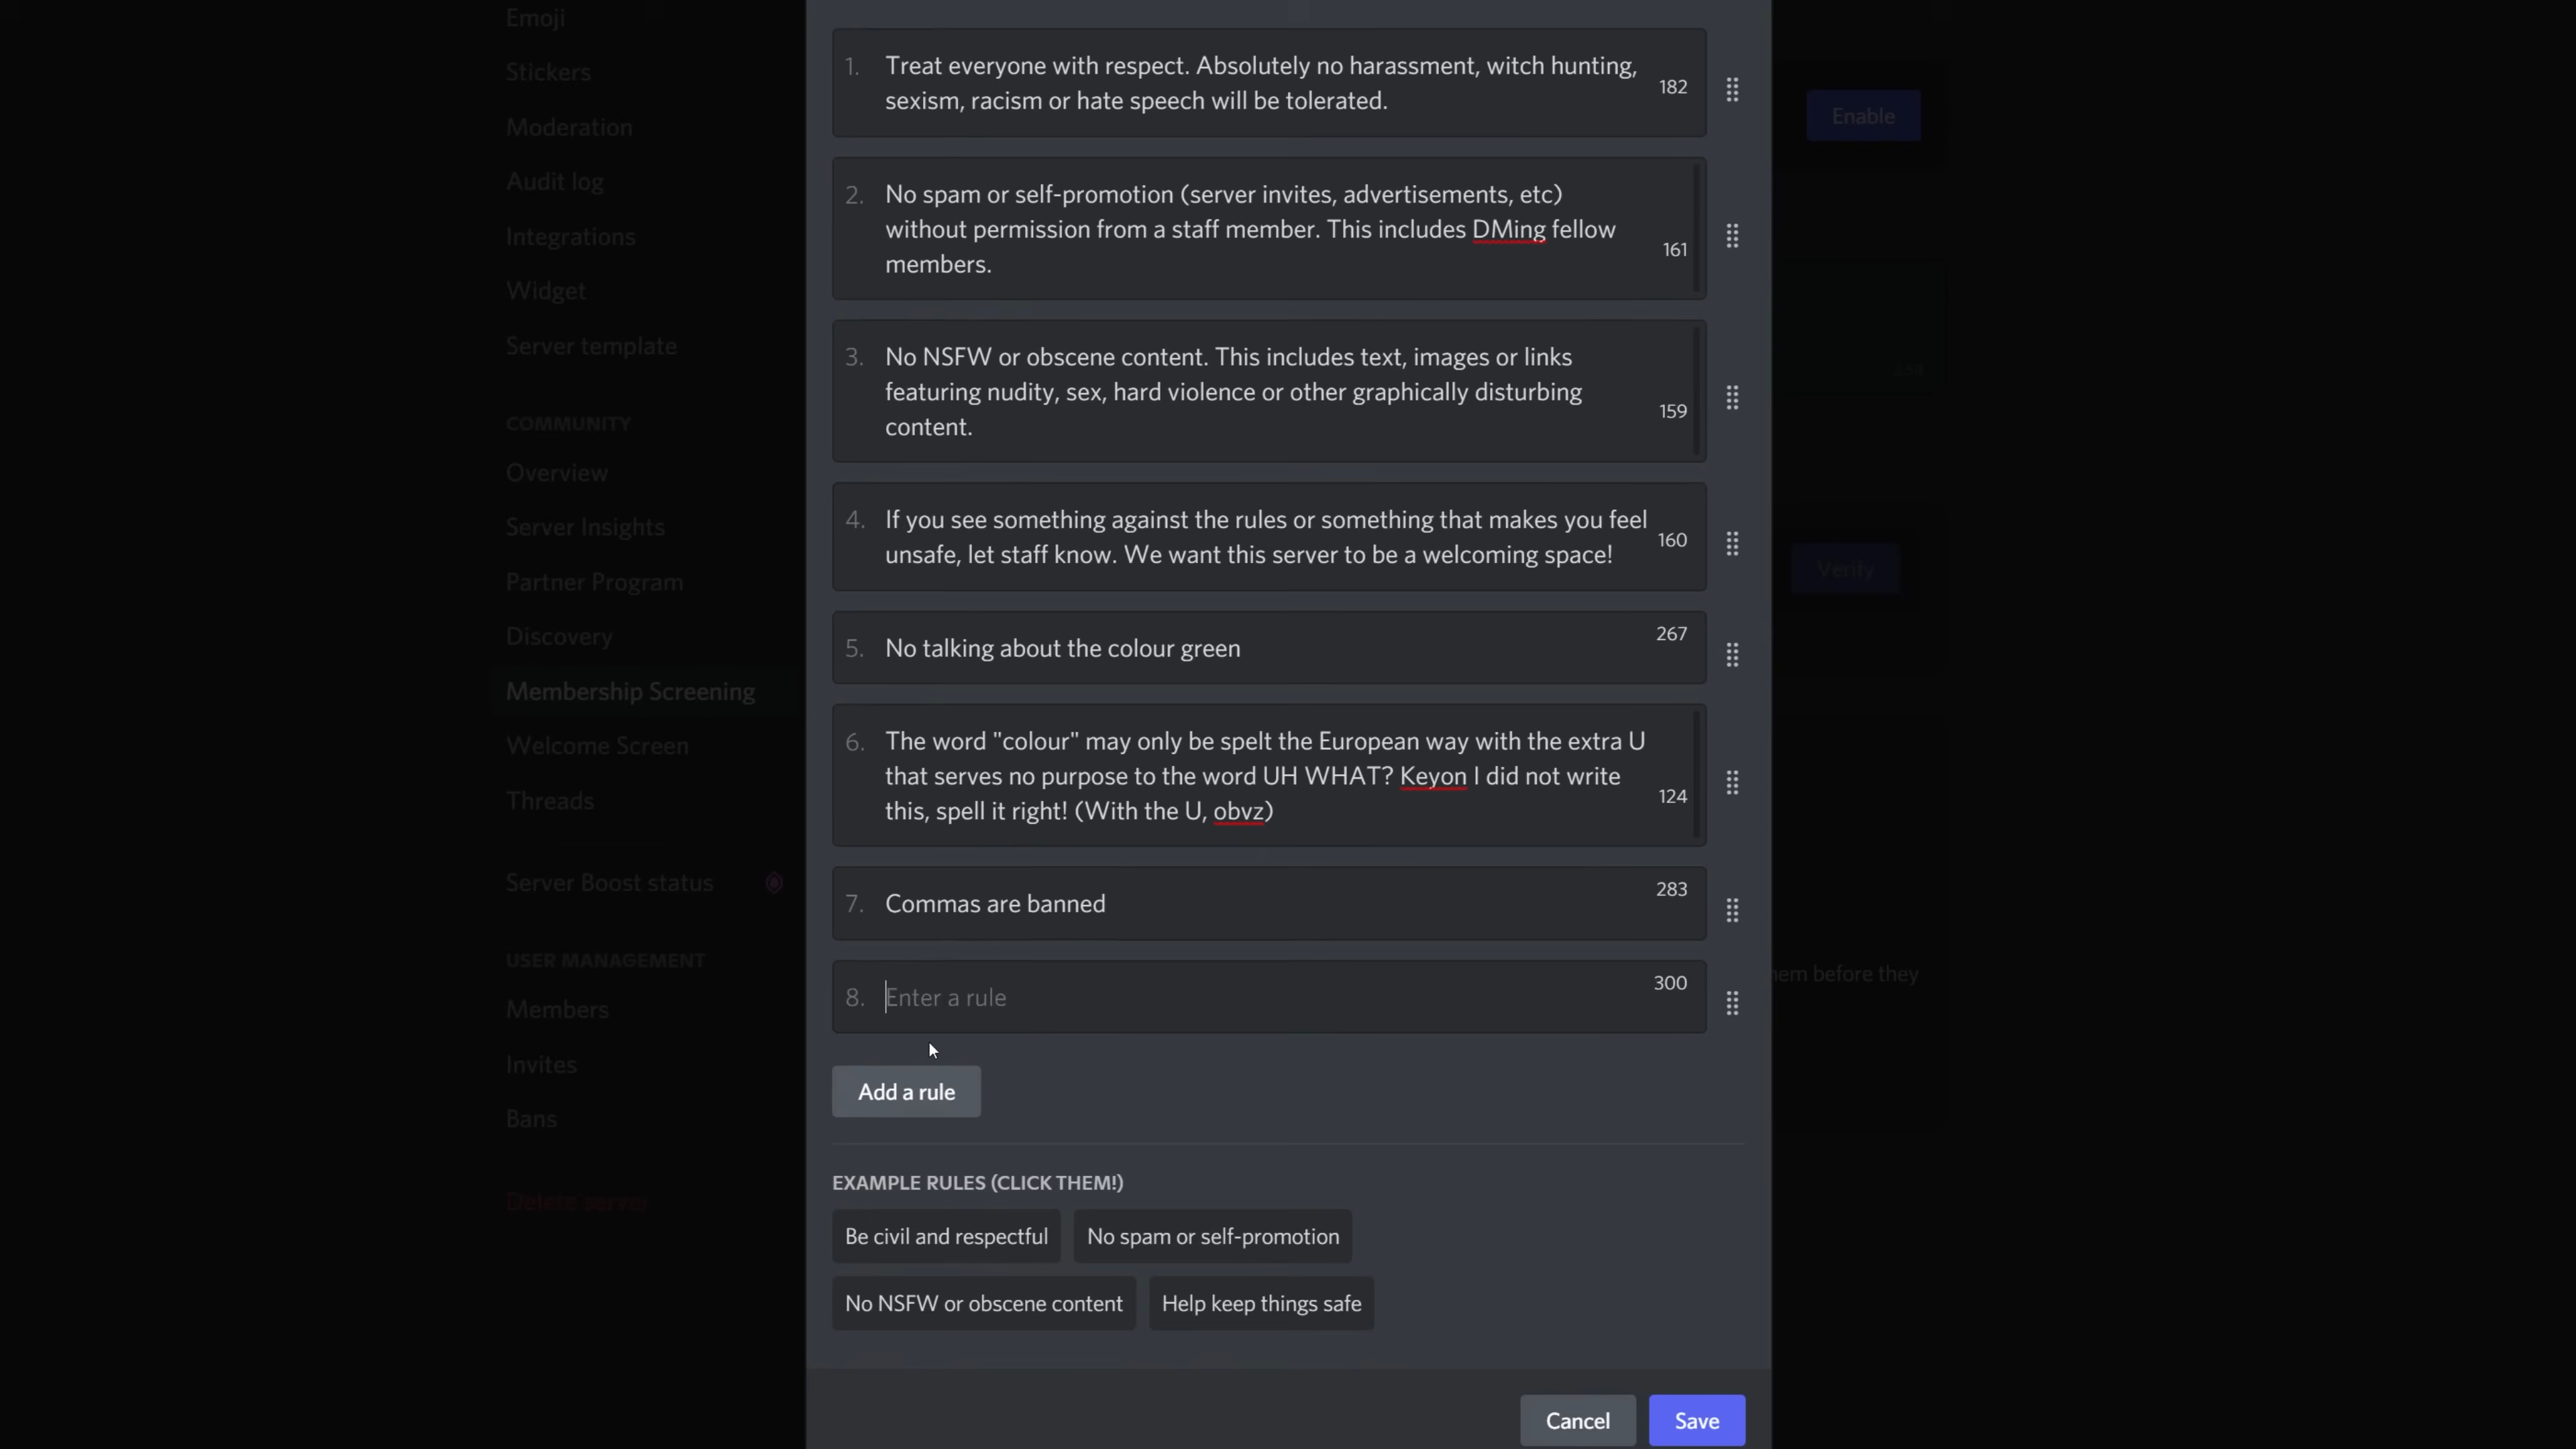 Emoji
Stickers
Moderation
Audit log
Integrations
Widget
Server template
COMMUNITY
Overview
Server Insights
Partner Program
Discovery
Membership Screening
Welcome Screen
Threads
Server Boost status
USER MANAGEMENT
Members
Invites
Bans
Delete server
1. Treat everyone with respect. Absolutely no harassment, witch hunting,
sexism, racism or hate speech will be tolerated.
182
2. No spam or self-promotion (server invites, advertisements, etc)
without permission from a staff member. This includes DMing fellow
members.
161
3. No NSFW or obscene content. This includes text, images or links
featuring nudity, sex, hard violence or other graphically disturbing
content.
159
4. If you see something against the rules or something that makes you feel
unsafe, let staff know. We want this server to be a welcoming space!
160
5. No talking about the colour green
267
6. The word "colour" may only be spelt the European way with the extra U
that serves no purpose to the word UH WHAT? Keyon I did not write
this, spell it right! (With the U, obvz)
124
7. Commas are banned
283
8. Enter a rule
300
Add a rule
EXAMPLE RULES (CLICK THEM!)
Be civil and respectful
No spam or self-promotion
No NSFW or obscene content
Help keep things safe
Cancel
Save
Enable
Verify
before they